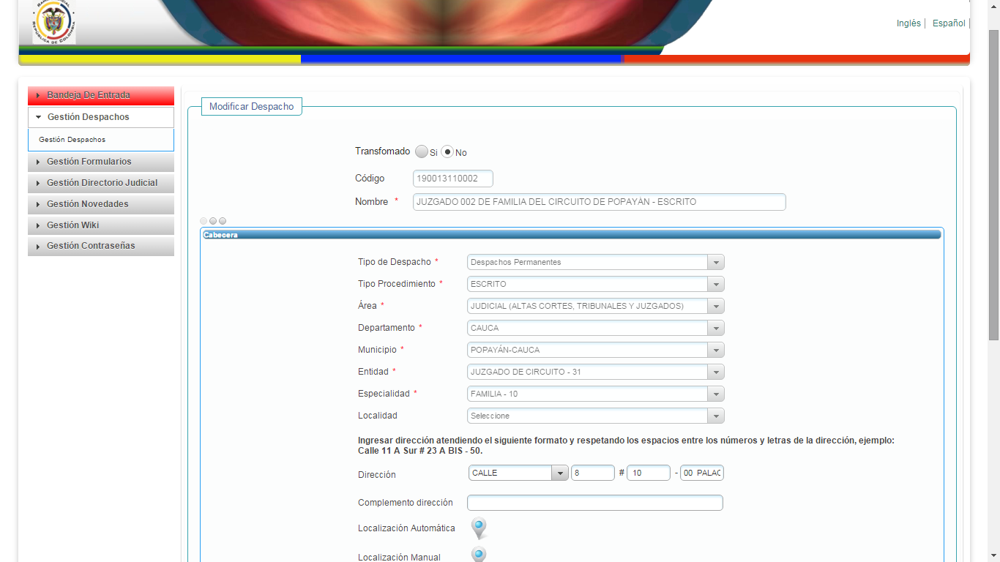 REPÚBLICA DE COLOMBIA
Inglés | Español |
Bandeja De Entrada
Gestión Despachos
Gestión Despachos
Gestión Formularios
Gestión Directorio Judicial
Gestión Novedades
Gestión Wiki
Gestión Contraseñas
Modificar Despacho
Transfomado Si No
Código 190013110002
Nombre * JUZGADO 002 DE FAMILIA DEL CIRCUITO DE POPAYÁN - ESCRITO
Cabecera
Tipo de Despacho * Despachos Permanentes
Tipo Procedimiento * ESCRITO
Área * JUDICIAL (ALTAS CORTES, TRIBUNALES Y JUZGADOS)
Departamento * CAUCA
Municipio * POPAYÁN-CAUCA
Entidad * JUZGADO DE CIRCUITO - 31
Especialidad * FAMILIA - 10
Localidad Seleccione
Ingresar dirección atendiendo el siguiente formato y respetando los espacios entre los números y letras de la dirección, ejemplo:
Calle 11 A Sur # 23 A BIS - 50.
Dirección CALLE 8 # 10 - 00 PALAC
Complemento dirección
Localización Automática
Localización Manual